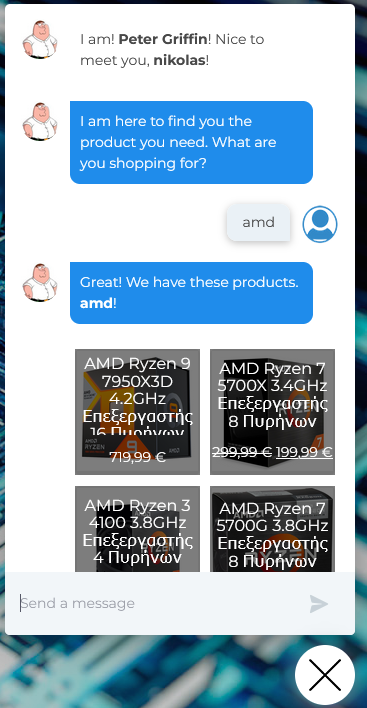 I am! Peter Griffin! Nice to
meet you, nikolas!
I am here to find you the
product you need. What are
you shopping for?
amd
Great! We have these products.
amd!
AMD Ryzen 9
7950X3D
4.2GHz
Επεξεργαστής
16 Πυρήνων
719,99 €
AMD Ryzen 7
5700X 3.4GHz
Επεξεργαστής
8 Πυρήνων
299,99 € 199,99 €
AMD Ryzen 3
4100 3.8GHz
Επεξεργαστής
4 Πυρήνων
AMD Ryzen 7
5700G 3.8GHz
Επεξεργαστής
8 Πυρήνων
Send a message